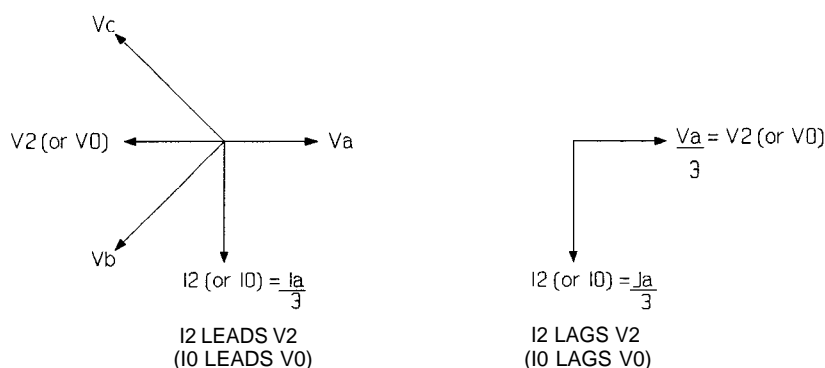 Vc
V2 (or V0)
Va
Vb
I2 (or I0) = Ia
3
I2 LEADS V2
(I0 LEADS V0)
Va = V2 (or V0)
3
I2 (or I0) = Ja
3
I2 LAGS V2
(I0 LAGS V0)